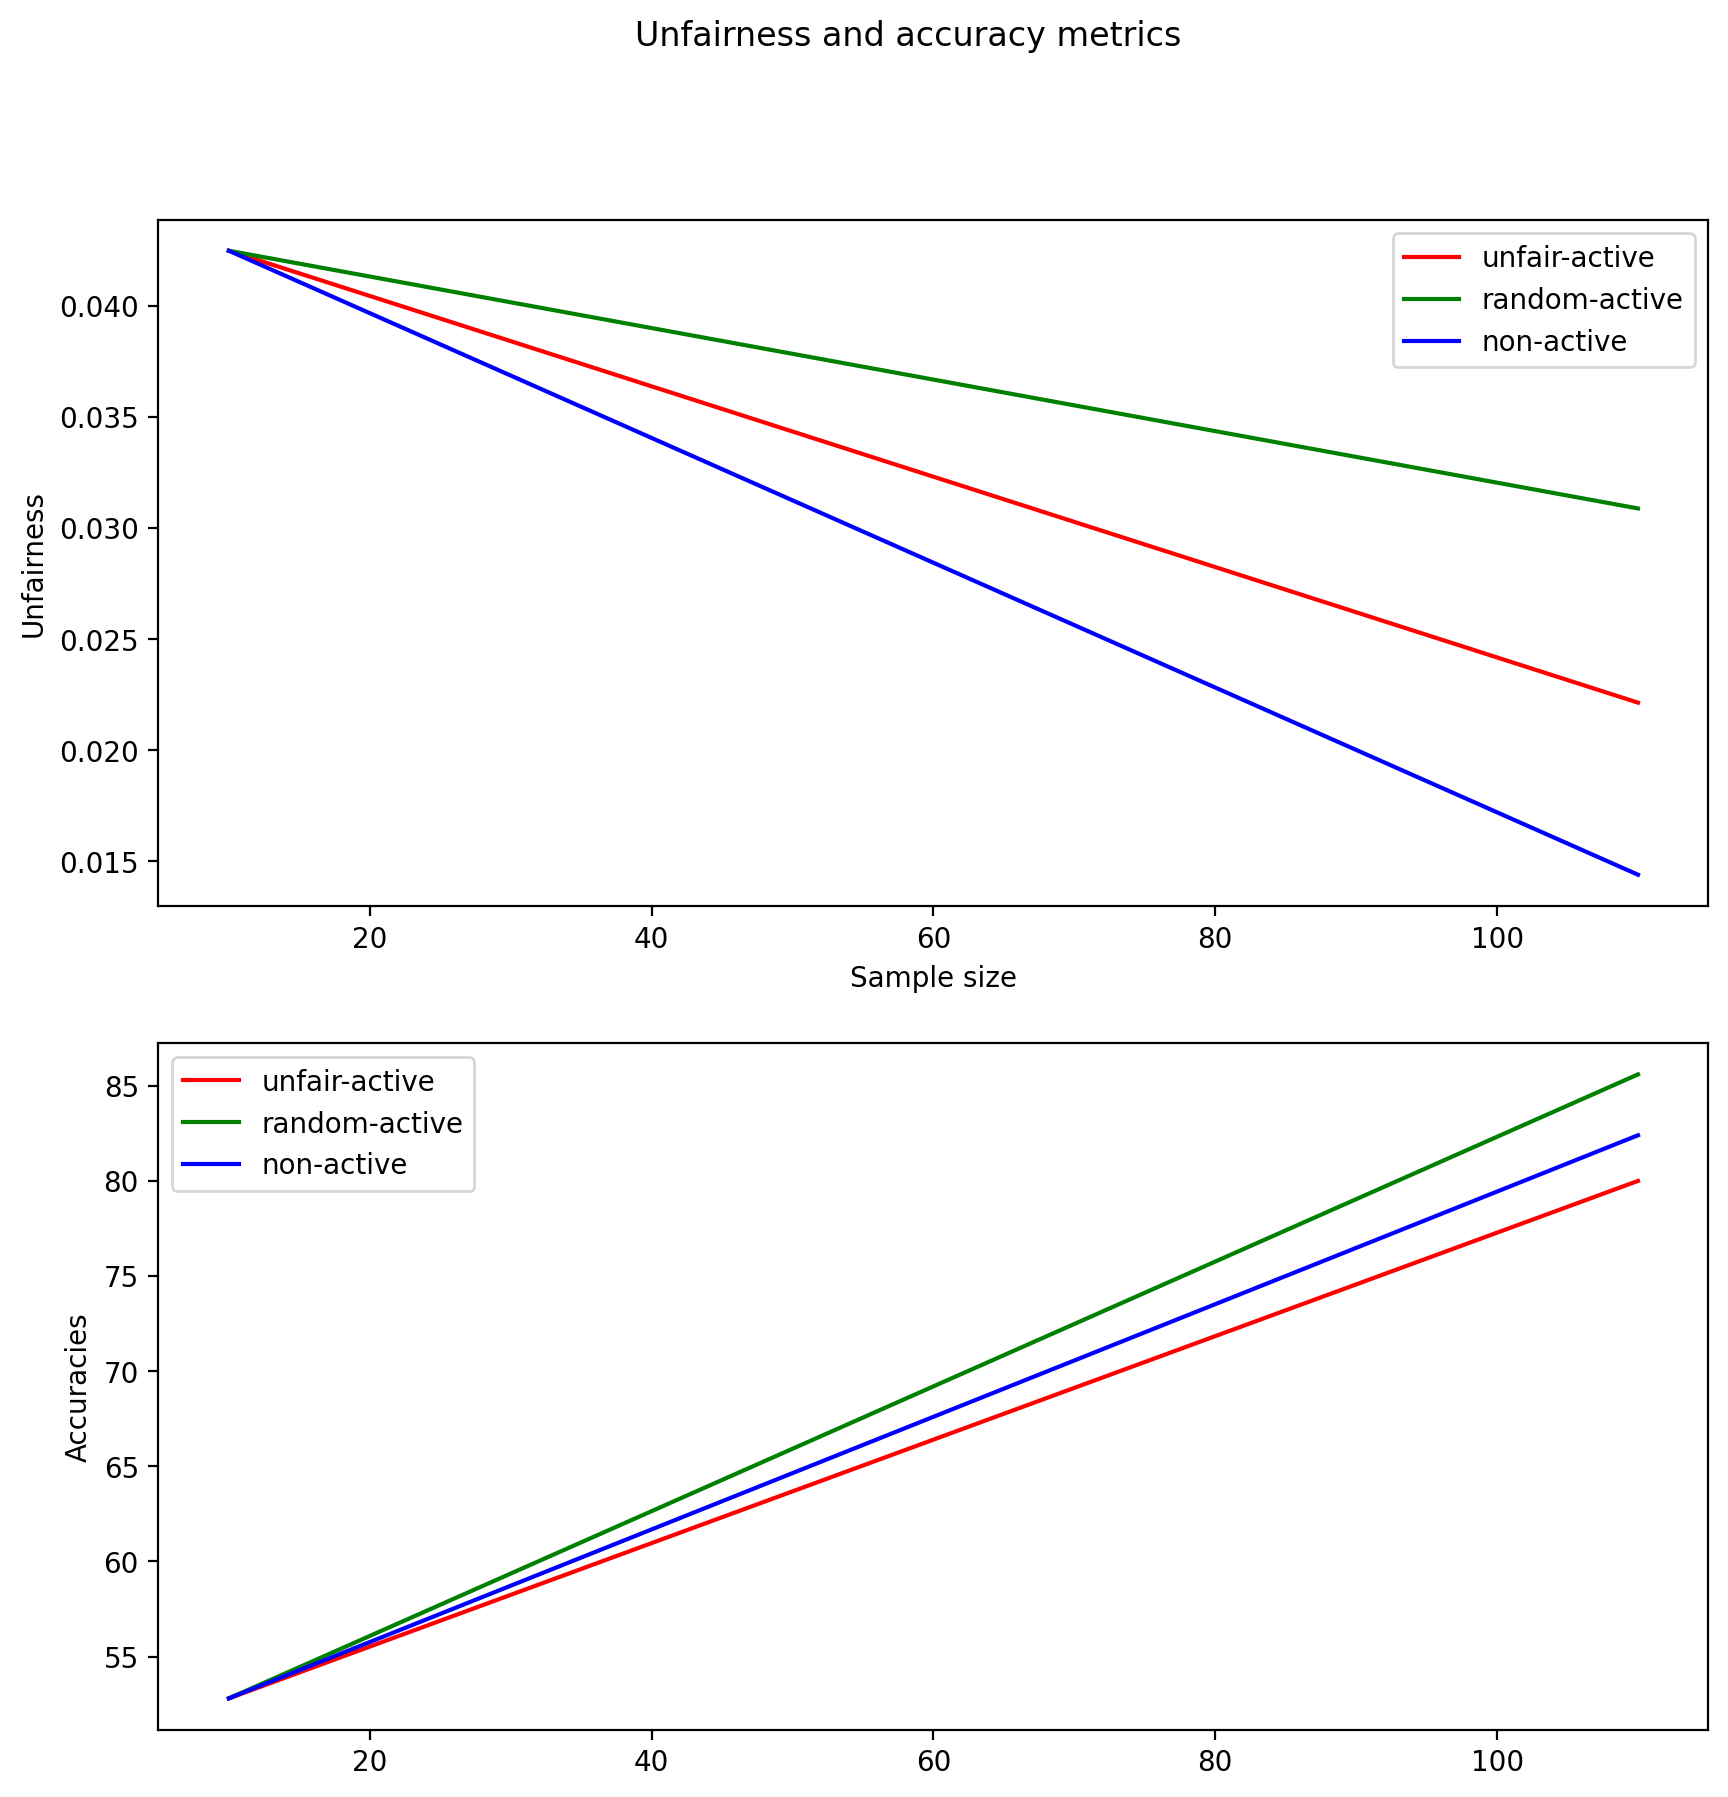 Unfairness and accuracy metrics
unfair-active
random-active
non-active
0.040
0.035
0.030
0.025
0.020
0.015
Unfairness
20 40 60 80 100
Sample size
unfair-active
random-active
non-active
85
80
75
70
65
60
55
Accuracies
20 40 60 80 100